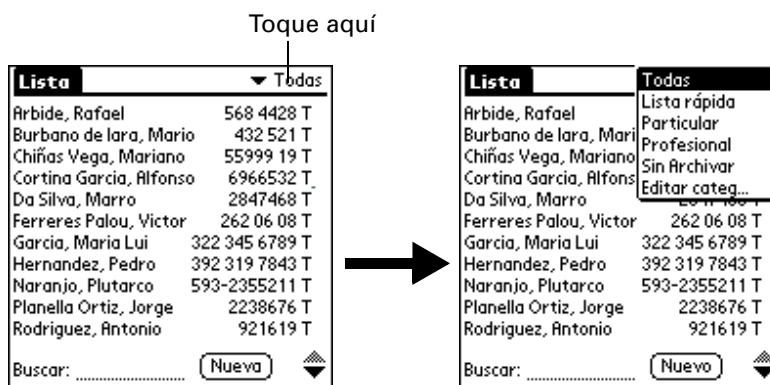 Toque aquí
Lista Todas
Arbide, Rafael 568 4428 T
Burbano de lara, Mario 432 521 T
Chiñas Vega, Mariano 55999 19 T
Cortina Garcia, Alfonso 6966532 T
Da Silva, Marro 2847468 T
Ferreres Palou, Victor 262 06 08 T
Garcia, Maria Lui 322 345 6789 T
Hernandez, Pedro 392 319 7843 T
Naranjo, Plutarco 593-2355211 T
Planella Ortiz, Jorge 2238676 T
Rodriguez, Antonio 921619 T
Buscar: Nueva
Lista Todas
Lista rápida
Particular
Profesional
Sin Archivar
Editar categ...
Arbide, Rafael
Burbano de lara, Mari
Chiñas Vega, Mariano
Cortina Garcia, Alfons
Da Silva, Marro
Ferreres Palou, Victor 262 06 08 T
Garcia, Maria Lui 322 345 6789 T
Hernandez, Pedro 392 319 7843 T
Naranjo, Plutarco 593-2355211 T
Planella Ortiz, Jorge 2238676 T
Rodriguez, Antonio 921619 T
Buscar: Nuevo